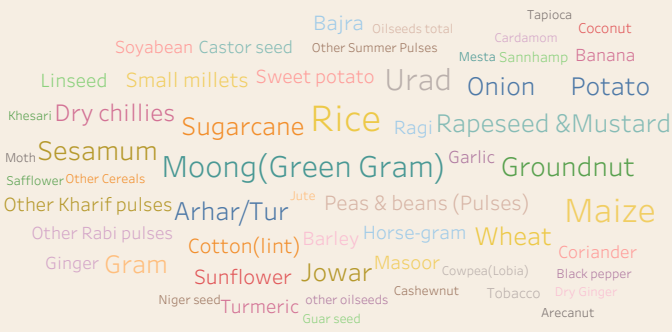 Tapioca
Bajra Oilseeds total Coconut
Cardamom
Soyabean Castor seed Other Summer Pulses
Mesta Sannhamp Banana
Linseed Small millets Sweet potato Urad Onion Potato
Khesari Dry chillies Sugarcane Rice Ragi Rapeseed &Mustard
Moth Sesamum Moong(Green Gram) Garlic Groundnut
Safflower Other Cereals
Jute
Other Kharif pulses Arhar/Tur Peas & beans (Pulses) Maize
Other Rabi pulses Cotton(lint) Barley Horse-gram Wheat
Coriander
Ginger Gram Sunflower Jowar Masoor Cowpea(Lobia) Black pepper
Niger seed Turmeric other oilseeds Cashewnut Tobacco Dry Ginger
Guar seed Arecanut